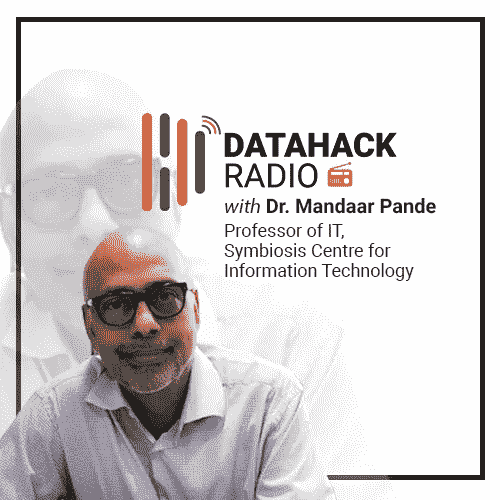 DATAHACK
RADIO
with Dr. Mandaar Pande
Professor of IT,
Symbiosis Centre for
Information Technology